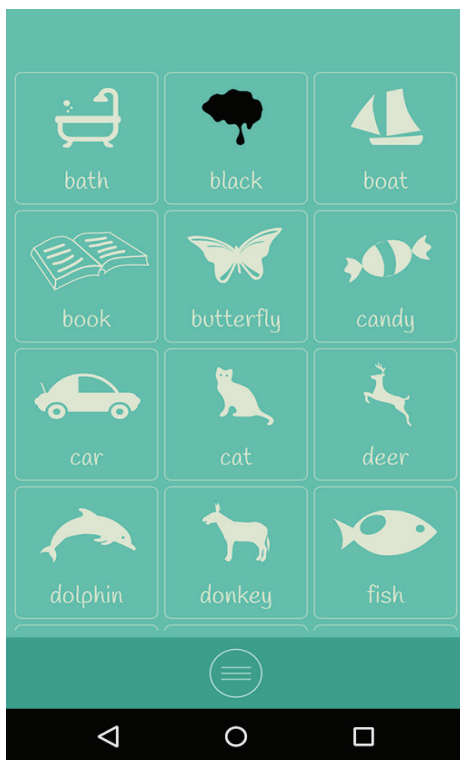 bath
black
boat
book
butterfly
candy
car
cat
deer
dolphin
donkey
fish